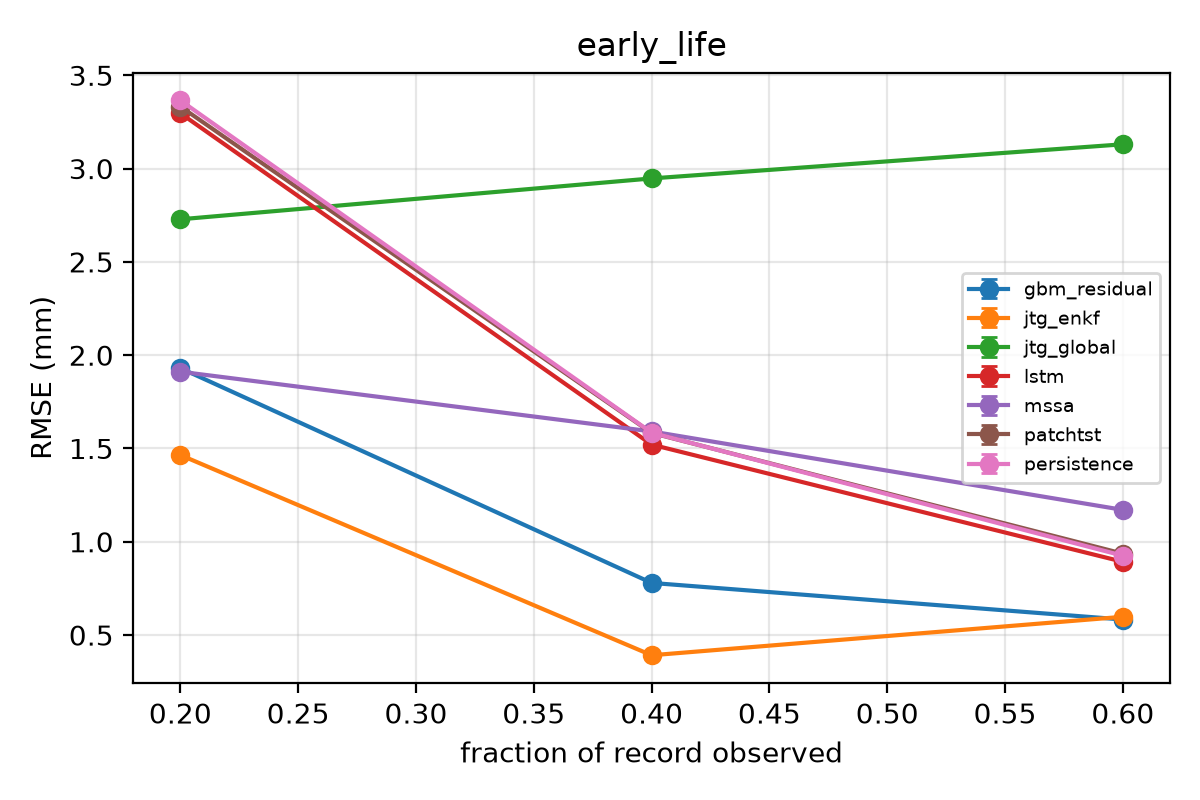 early_life
RMSE (mm)
3.5
3.0
2.5
2.0
1.5
1.0
0.5
gbm_residual
jtg_enkf
jtg_global
lstm
mssa
patchtst
persistence
0.20 0.25 0.30 0.35 0.40 0.45 0.50 0.55 0.60
fraction of record observed